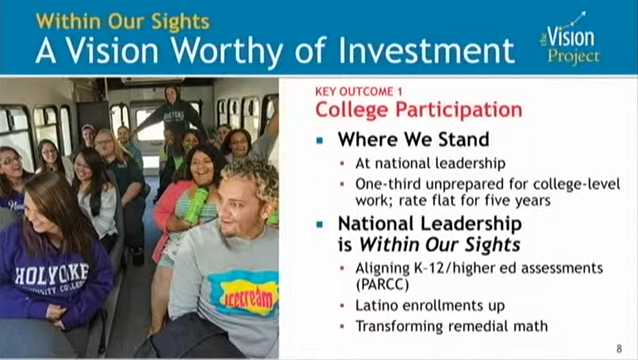 Within Our Sights
A Vision Worthy of Investment
the Vision
Project
KEY OUTCOME 1
College Participation
Where We Stand
At national leadership
One-third unprepared for college-level
work; rate flat for five years
National Leadership
is Within Our Sights
Aligning K-12/higher ed assessments
(PARCC)
Latino enrollments up
Transforming remedial math
8
HOLYOKE
icecream